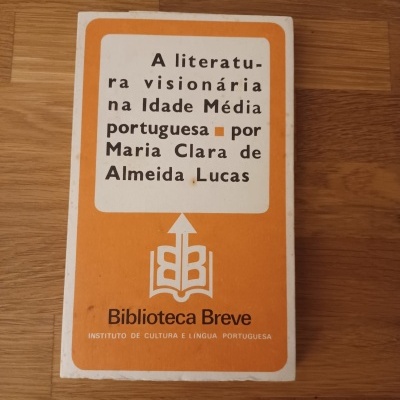 A literatu-
ra visionária
na Idade Média
portuguesa ■ por
Maria Clara de
Almeida Lucas
BB
Biblioteca Breve
INSTITUTO DE CULTURA E LÍNGUA PORTUGUESA